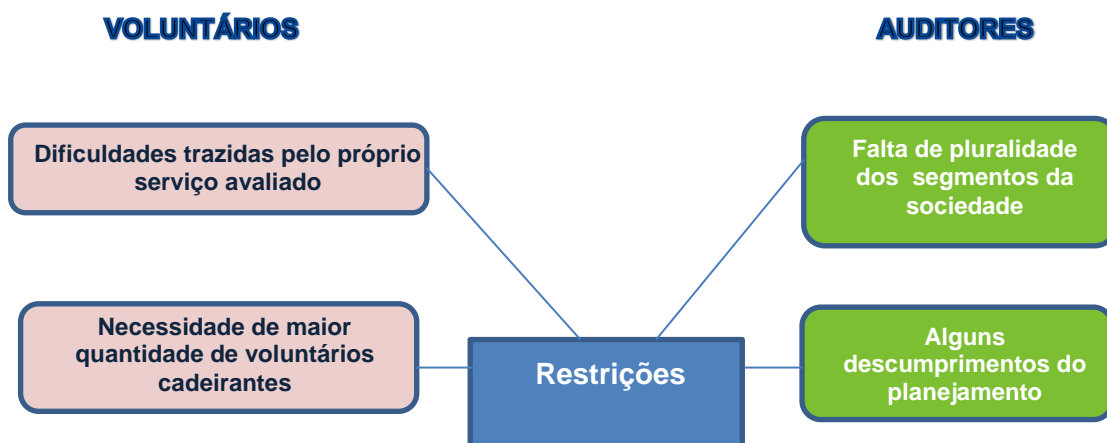 VOLUNTÁRIOS
AUDITORES
Dificuldades trazidas pelo próprio
serviço avaliado
Falta de pluralidade
dos segmentos da
sociedade
Necessidade de maior
quantidade de voluntários
cadeirantes
Restrições
Alguns
descumprimentos do
planejamento